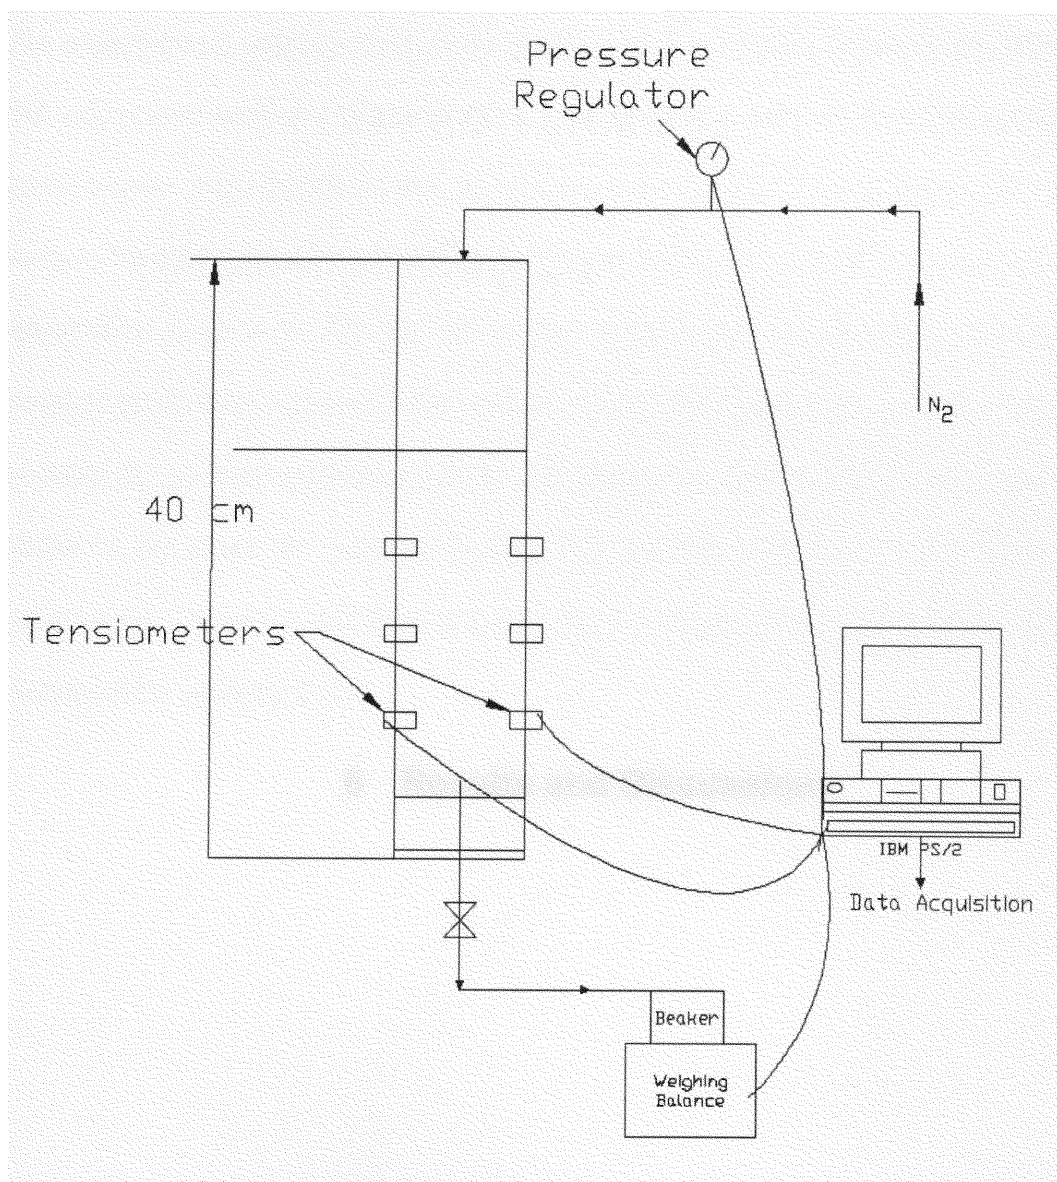 Pressure
Regulator
N2
40 cm
Tensiometers
IBM PS/2
Data Acquisition
Beaker
Weighing
Balance